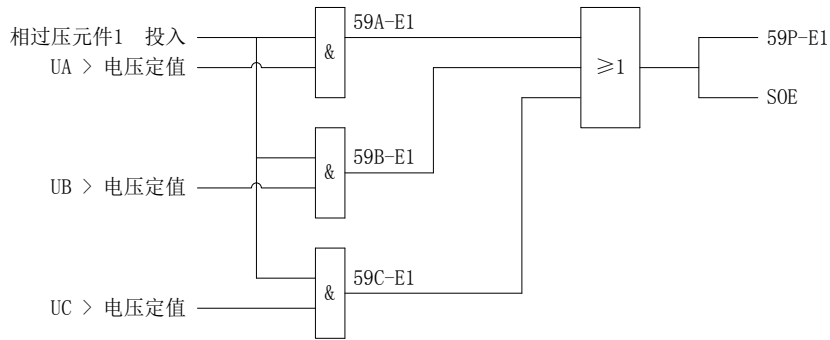 59A-E1
相过压元件1 投入
&
≥1
59P-E1
UA > 电压定值
SOE
59B-E1
&
UB > 电压定值
59C-E1
&
UC > 电压定值